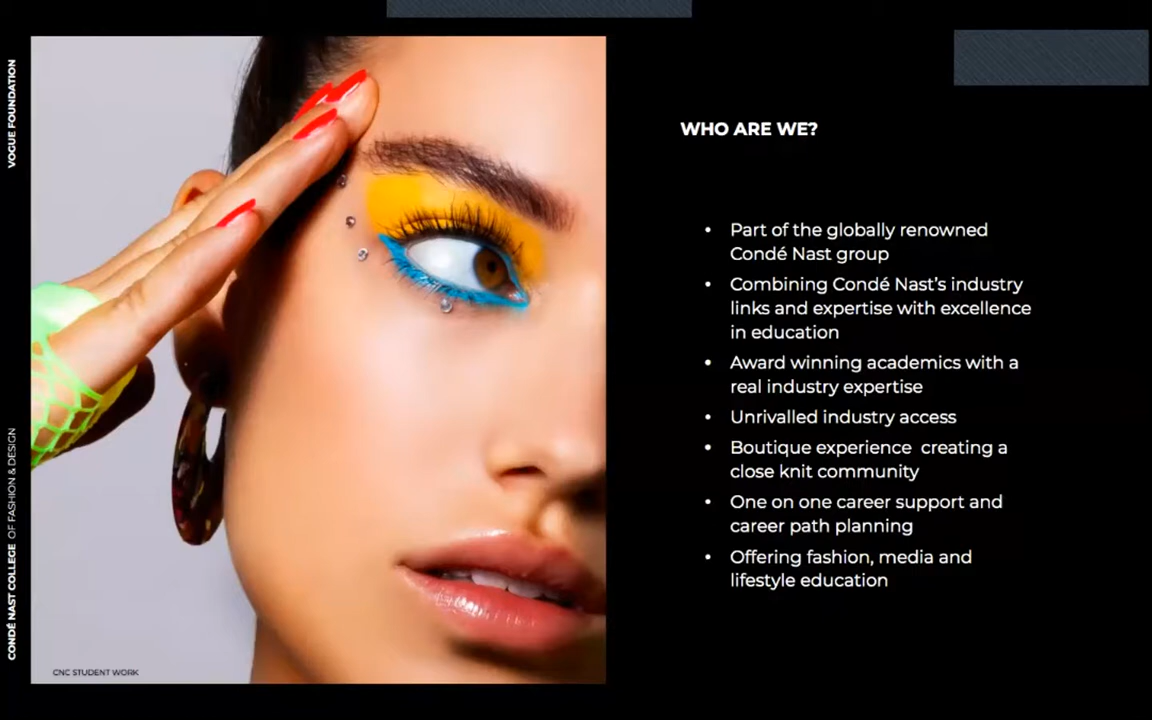 VOGUE FOUNDATION
CONDÉ NAST COLLEGE OF FASHION & DESIGN
CNC STUDENT WORK
WHO ARE WE?
• Part of the globally renowned
Condé Nast group
• Combining Condé Nast's industry
links and expertise with excellence
in education
• Award winning academics with a
real industry expertise
• Unrivalled industry access
• Boutique experience  creating a
close knit community
• One on one career support and
career path planning
• Offering fashion, media and
lifestyle education